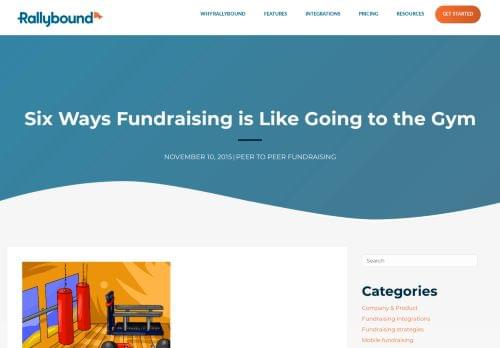 Rallybound
WHY RALLYBOUND
FEATURES
INTEGRATIONS
PRICING
RESOURCES
GET STARTED
Six Ways Fundraising is Like Going to the Gym
NOVEMBER 10, 2015 | PEER TO PEER FUNDRAISING
Search
Categories
Company & Product
Fundraising integrations
Fundraising strategies
Mobile fundraising